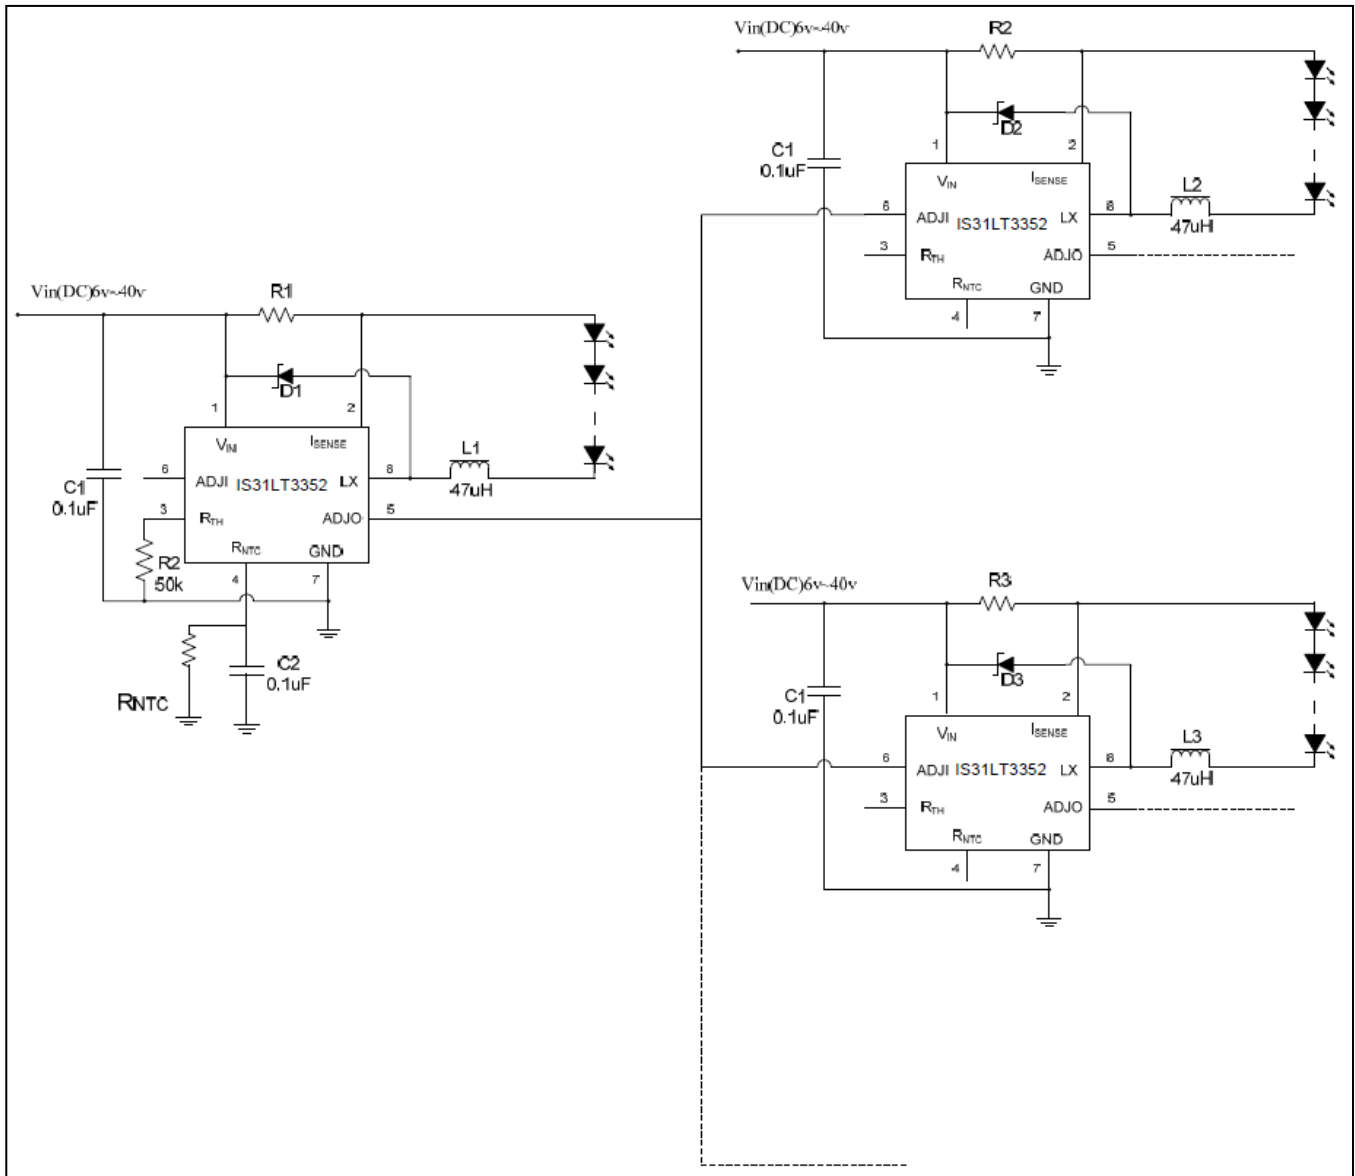 Vin(DC)6v~40v
R2
D2
1
2
C1
0.1uF
VIN
ISENSE
6
ADJI
IS31LT3352
LX
8
L2
47uH
3
RTH
ADJO
5
RNTC
GND
4
7
Vin(DC)6v~40v
R1
D1
1
2
VINI
ISENSE
C1
0.1uF
6
ADJI
IS31LT3352
LX
8
L1
47uH
3
RTH
ADJO
5
R2
50k
RNTC
GND
4
7
RNTC
C2
0.1uF
Vin(DC)6v~40v
R3
D3
1
2
C1
0.1uF
VIN
ISENSE
6
ADJI
IS31LT3352
LX
8
L3
47uH
3
RTH
ADJO
5
RNTC
GND
4
7